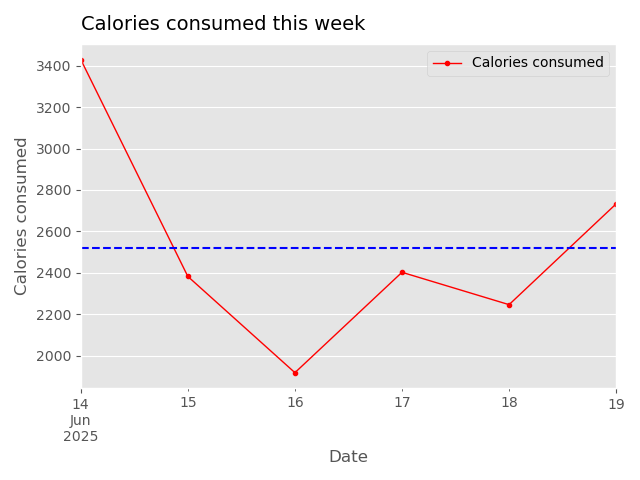 Calories consumed this week
Calories consumed
3400
3200
3000
2800
2600
2400
2200
2000
Calories consumed
14 15 16 17 18 19
Jun
2025
Date